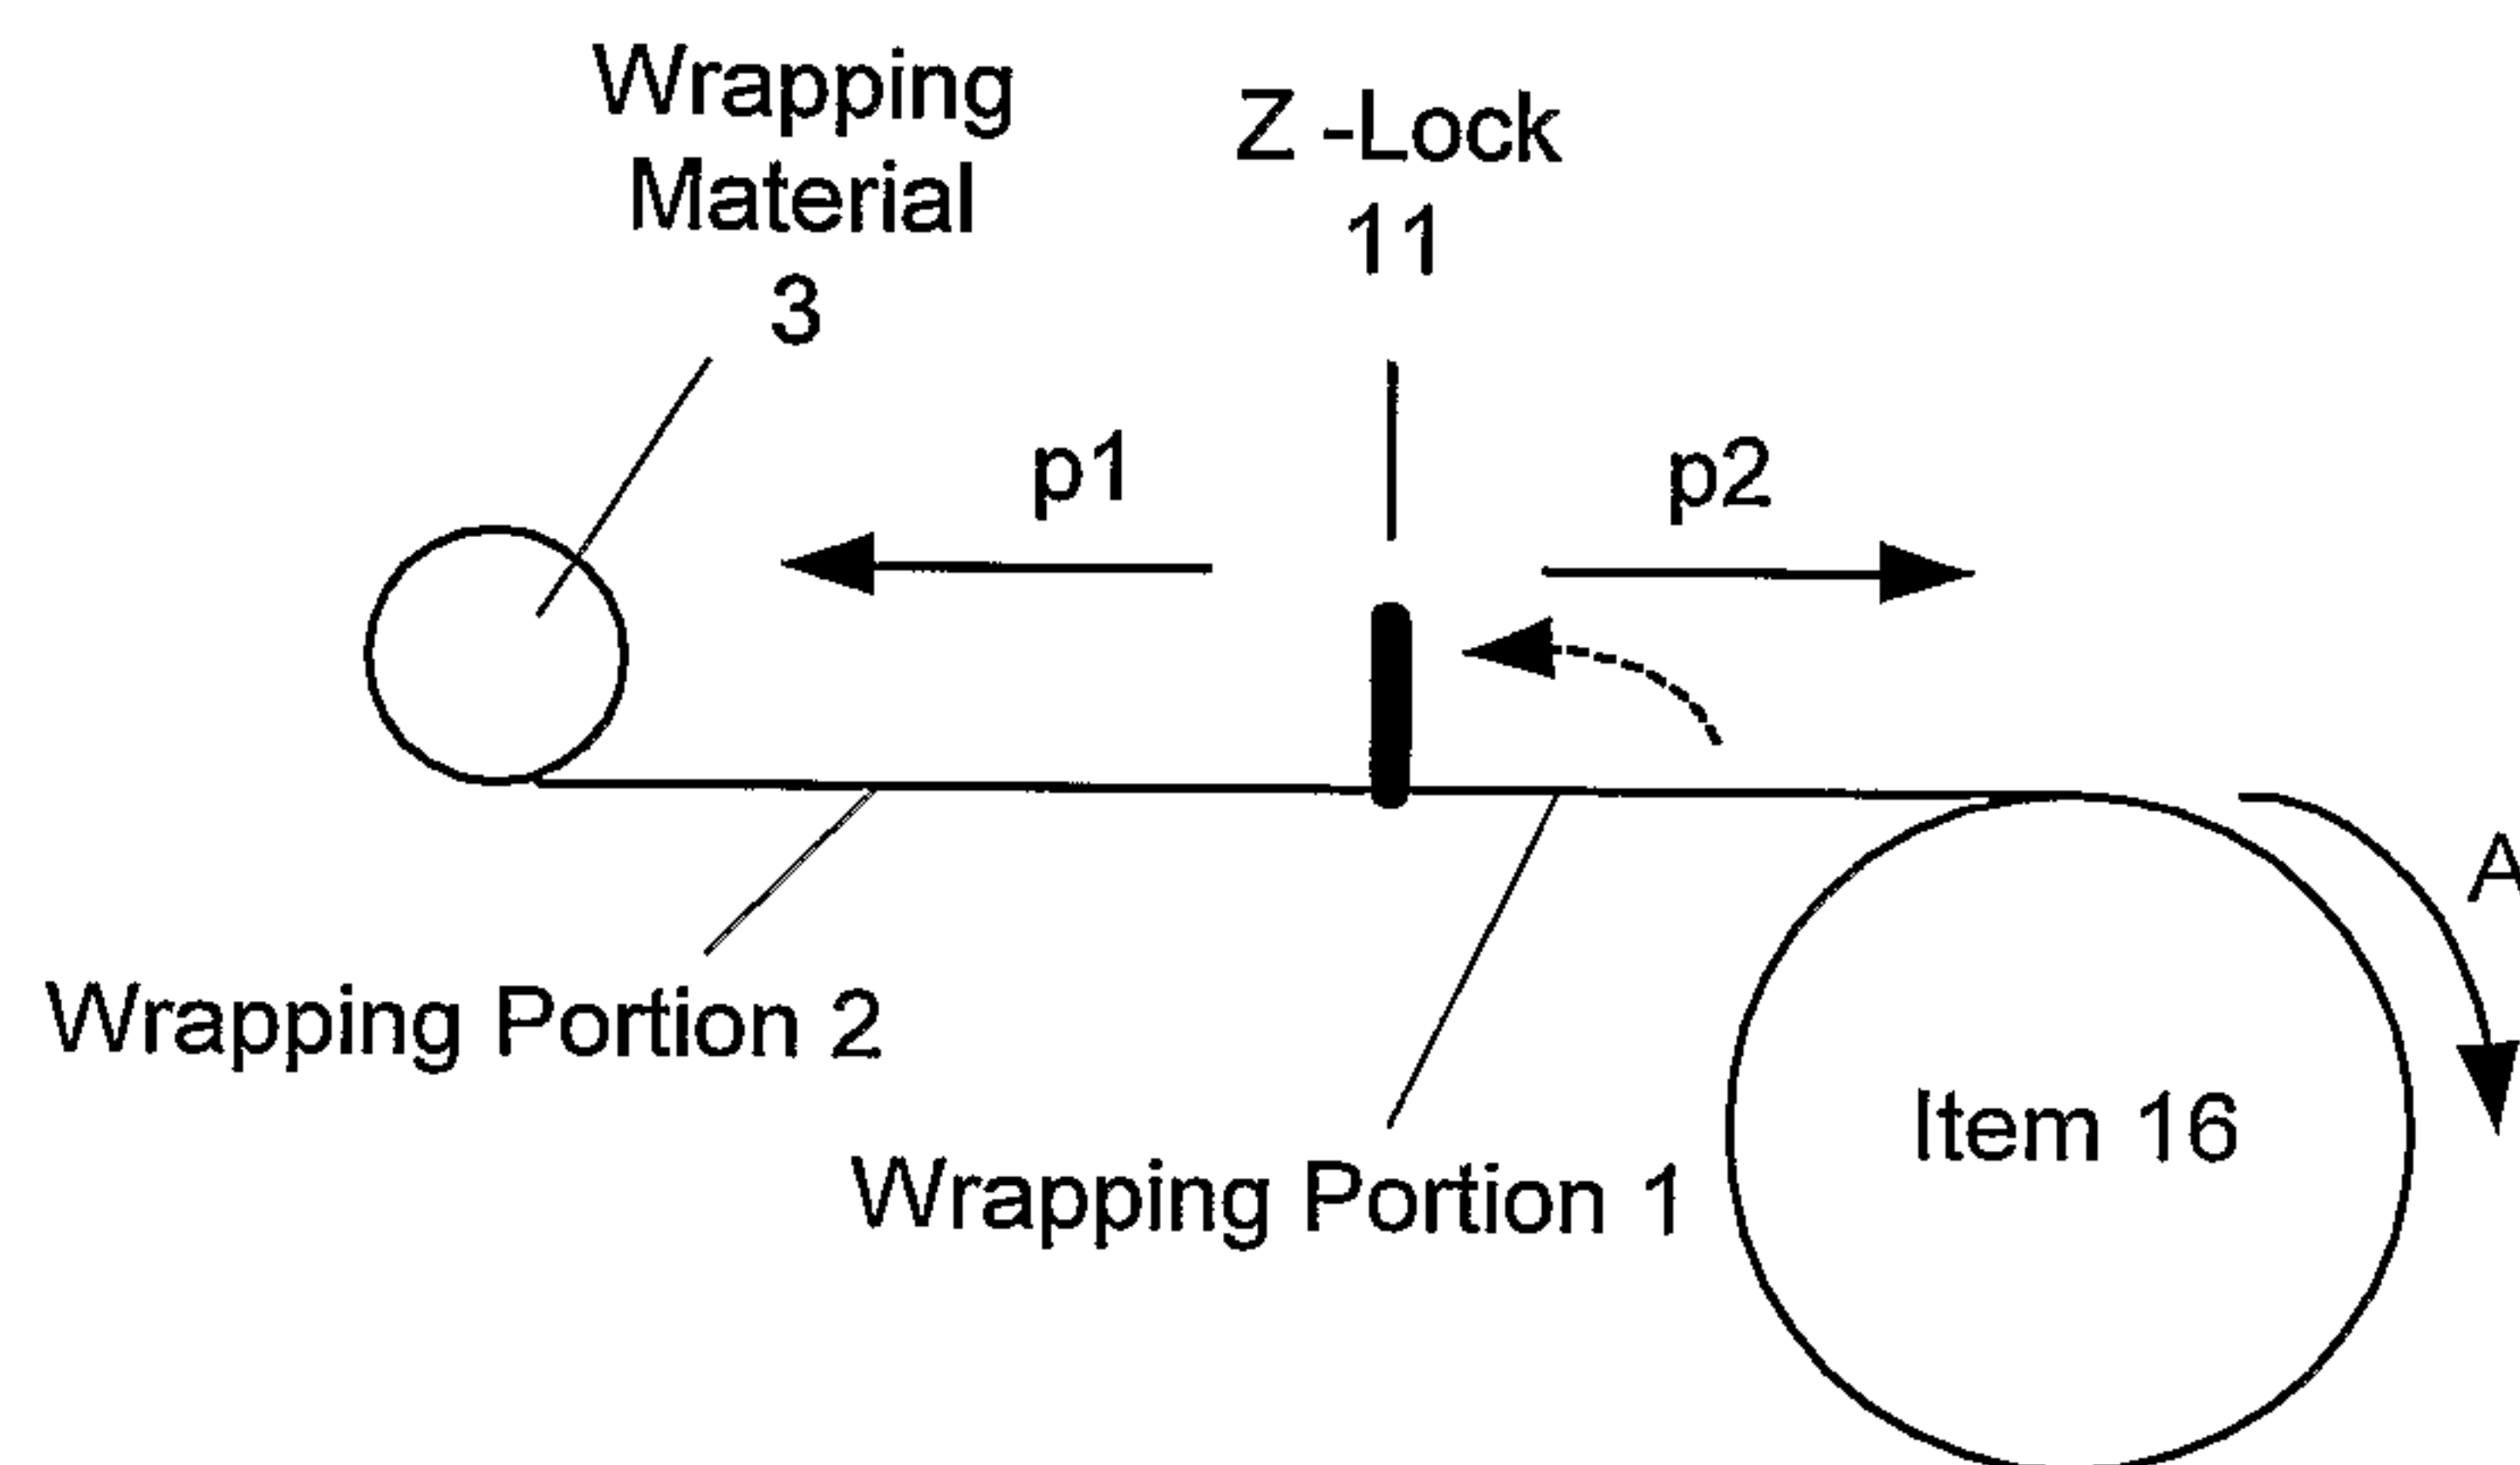 Wrapping
Material
3
Z -Lock
11
p1
p2
A
Wrapping Portion 2
Wrapping Portion 1
Item 16